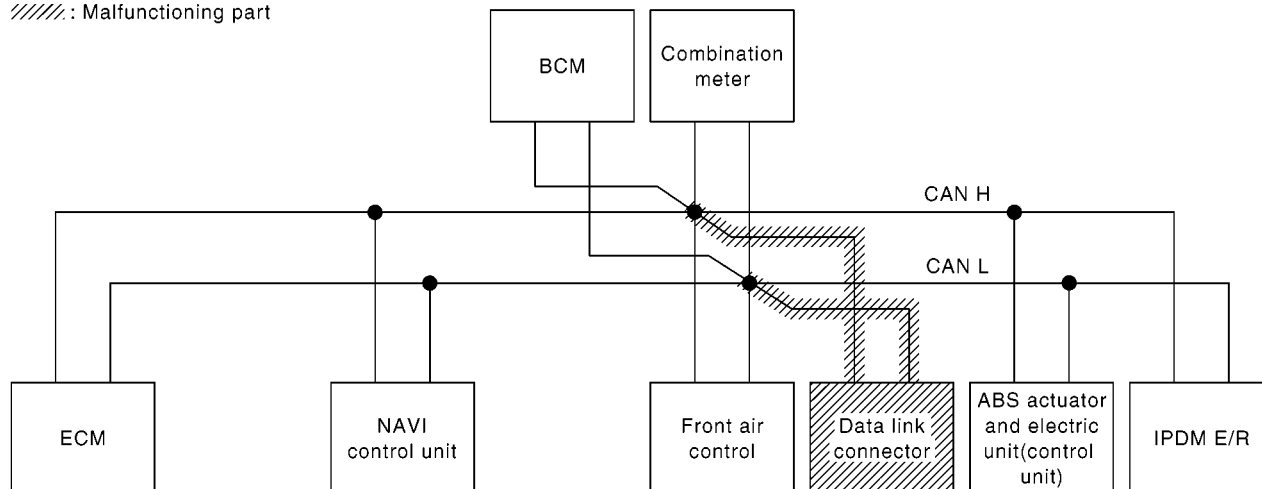 : Malfunctioning part
BCM
Combination
meter
CAN H
CAN L
ECM
NAVI
control unit
Front air
control
Data link
connector
ABS actuator
and electric
unit(control
unit)
IPDM E/R